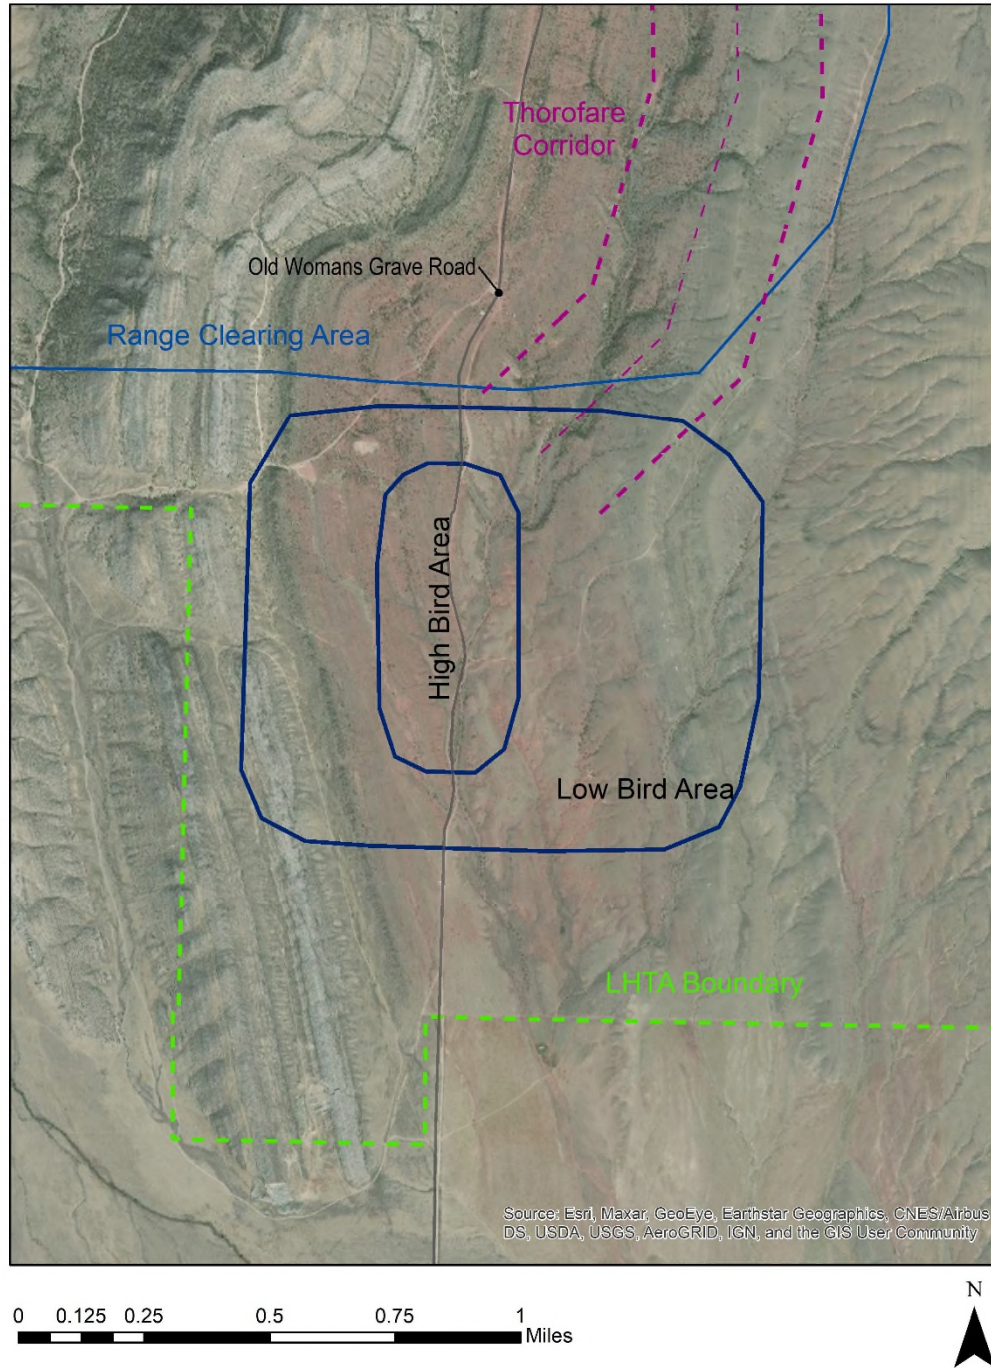 Thorofare
Corridor
Old Womans Grave Road
Range Clearing Area
High Bird Area
Low Bird Area
LHTA Boundary
Source: Esri, Maxar, GeoEye, Earthstar Geographics, CNES/Airbus
DS, USDA, USGS, AeroGRID, IGN, and the GIS User Community
0 0.125 0.25 0.5 0.75 1
Miles
N